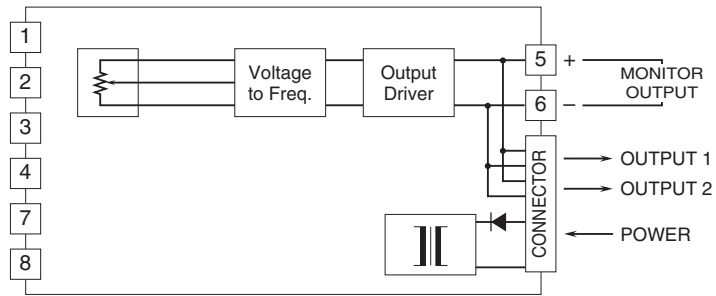 1
2
3
4
7
8
Voltage
to Freq.
Output
Driver
5 +
6 –
MONITOR
OUTPUT
CONNECTOR
OUTPUT 1
OUTPUT 2
POWER